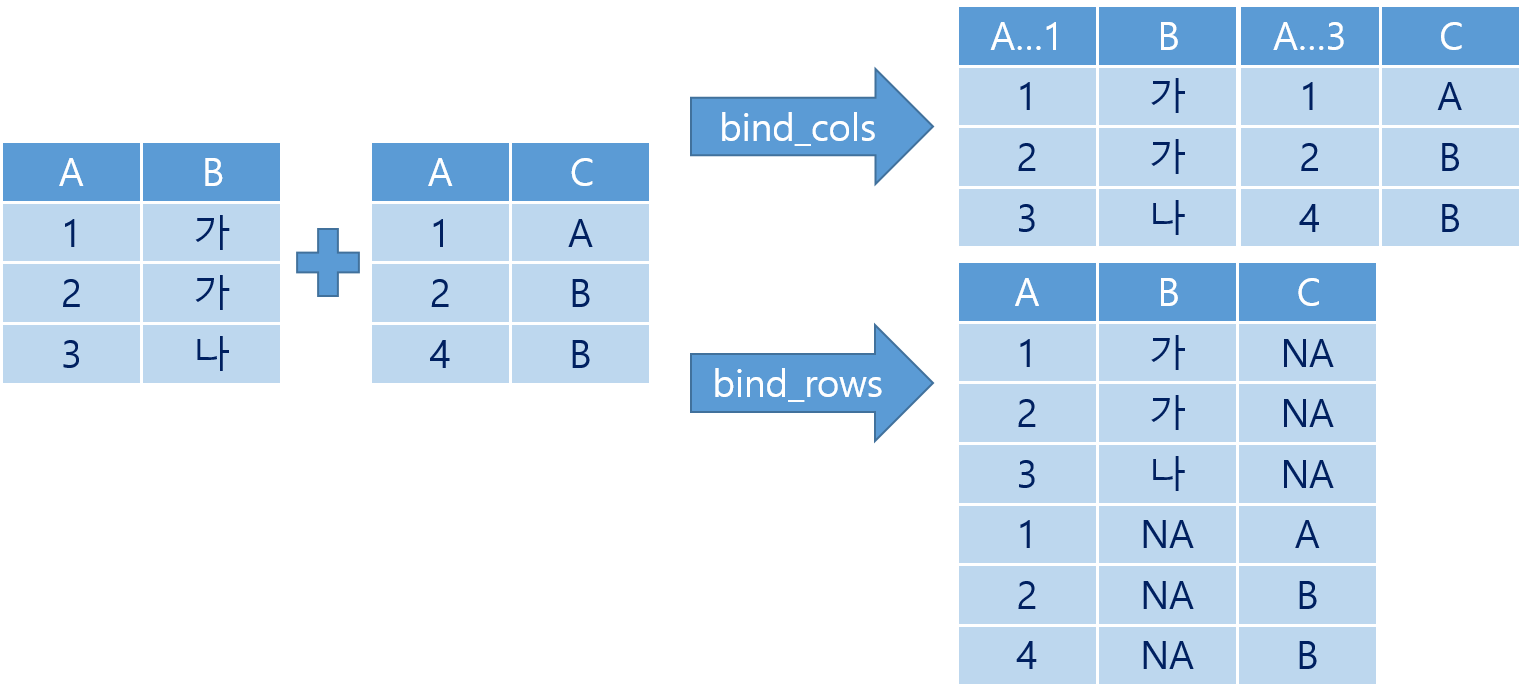 A B
1 가
2 가
3 나
A C
1 A
2 B
4 B
bind_cols
A...1 B A...3 C
1 가 1 A
2 가 2 B
3 나 4 B
bind_rows
A B C
1 가 NA
2 가 NA
3 나 NA
1 NA A
2 NA B
4 NA B